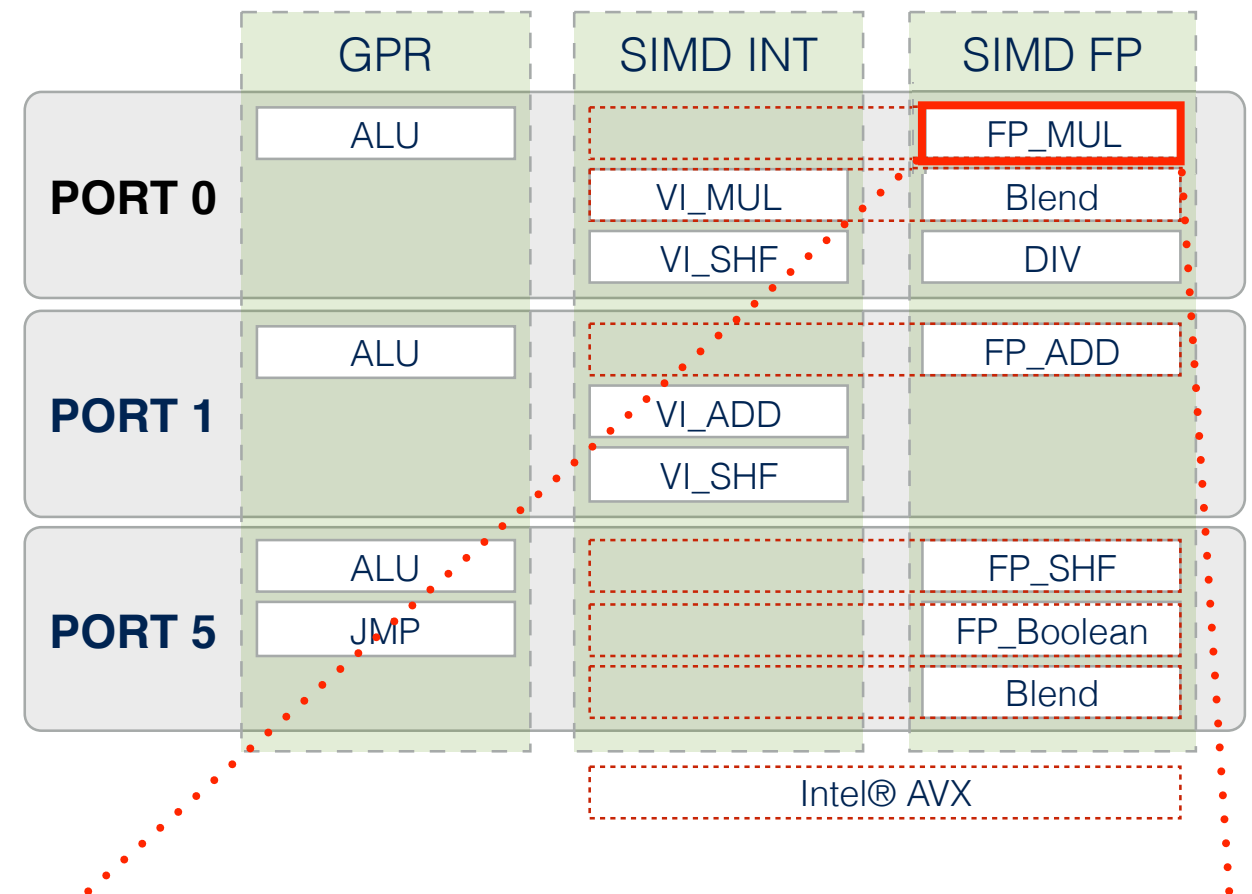 GPR SIMD INT SIMD FP
PORT 0
ALU FP_MUL
VI_MUL Blend
VI_SHF DIV
PORT 1
ALU FP_ADD
VI_ADD
VI_SHF
PORT 5
ALU FP_SHF
JMP FP_Boolean
Blend
Intel® AVX